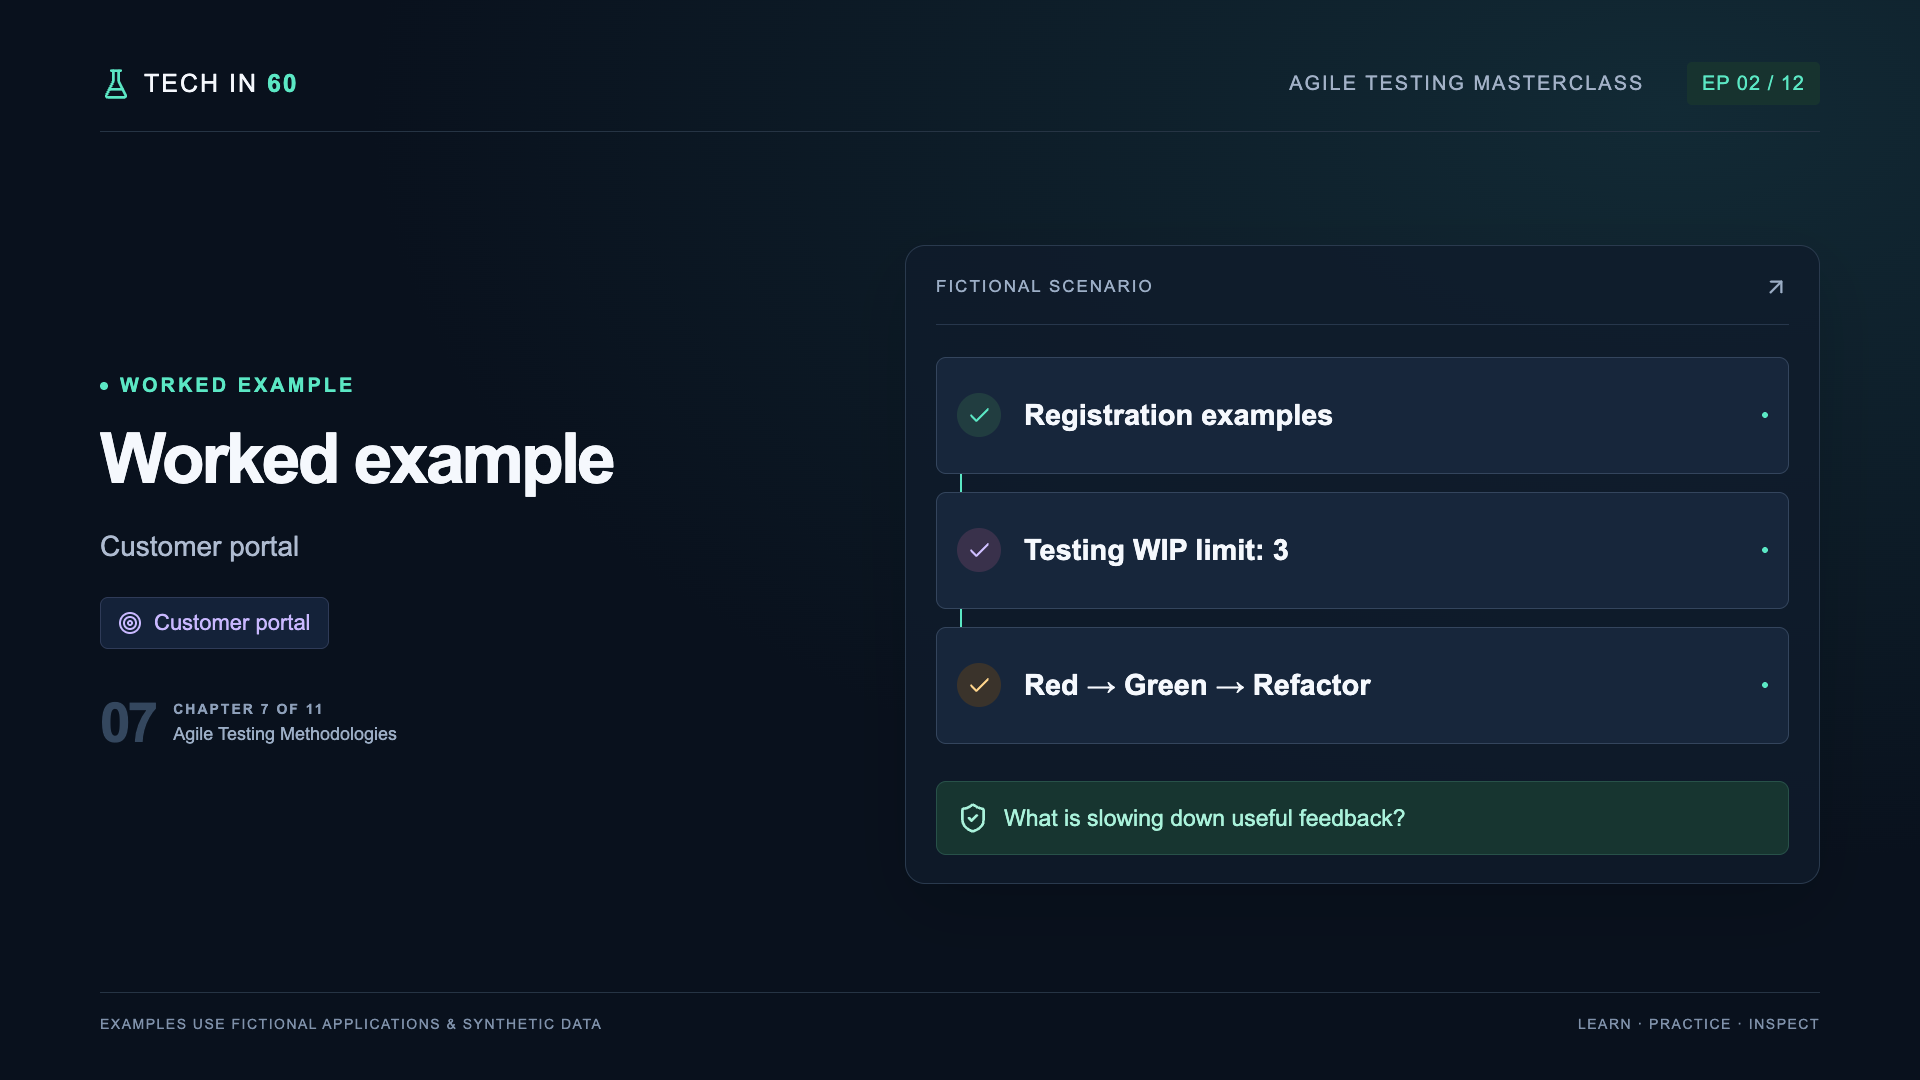 TECH IN 60
AGILE TESTING MASTERCLASS
EP 02 / 12
WORKED EXAMPLE
Worked example
Customer portal
Customer portal
07
CHAPTER 7 OF 11
Agile Testing Methodologies
FICTIONAL SCENARIO
Registration examples
Testing WIP limit: 3
Red → Green → Refactor
What is slowing down useful feedback?
EXAMPLES USE FICTIONAL APPLICATIONS & SYNTHETIC DATA
LEARN · PRACTICE · INSPECT